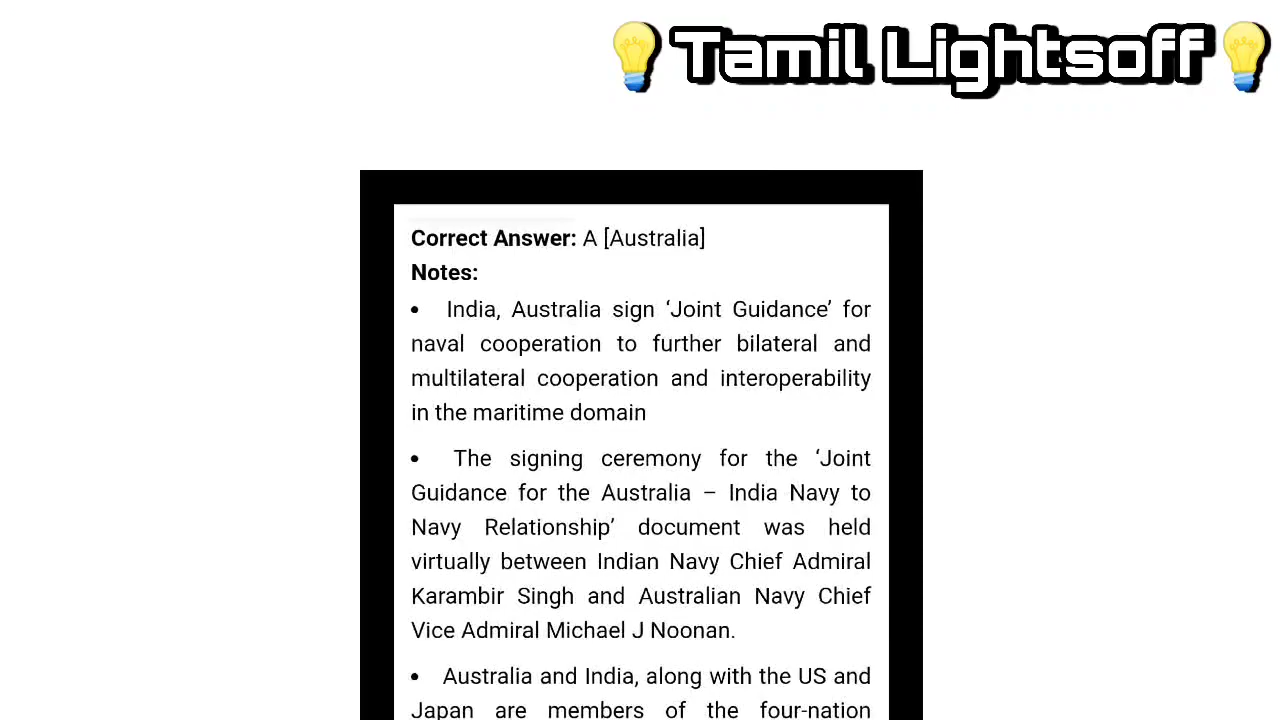 Tamil Lightsoff
Correct Answer: A [Australia]
Notes:
• India, Australia sign ‘Joint Guidance’ for
naval cooperation to further bilateral and
multilateral cooperation and interoperability
in the maritime domain
• The signing ceremony for the ‘Joint
Guidance for the Australia – India Navy to
Navy Relationship’ document was held
virtually between Indian Navy Chief Admiral
Karambir Singh and Australian Navy Chief
Vice Admiral Michael J Noonan.
• Australia and India, along with the US and
Japan are members of the four-nation